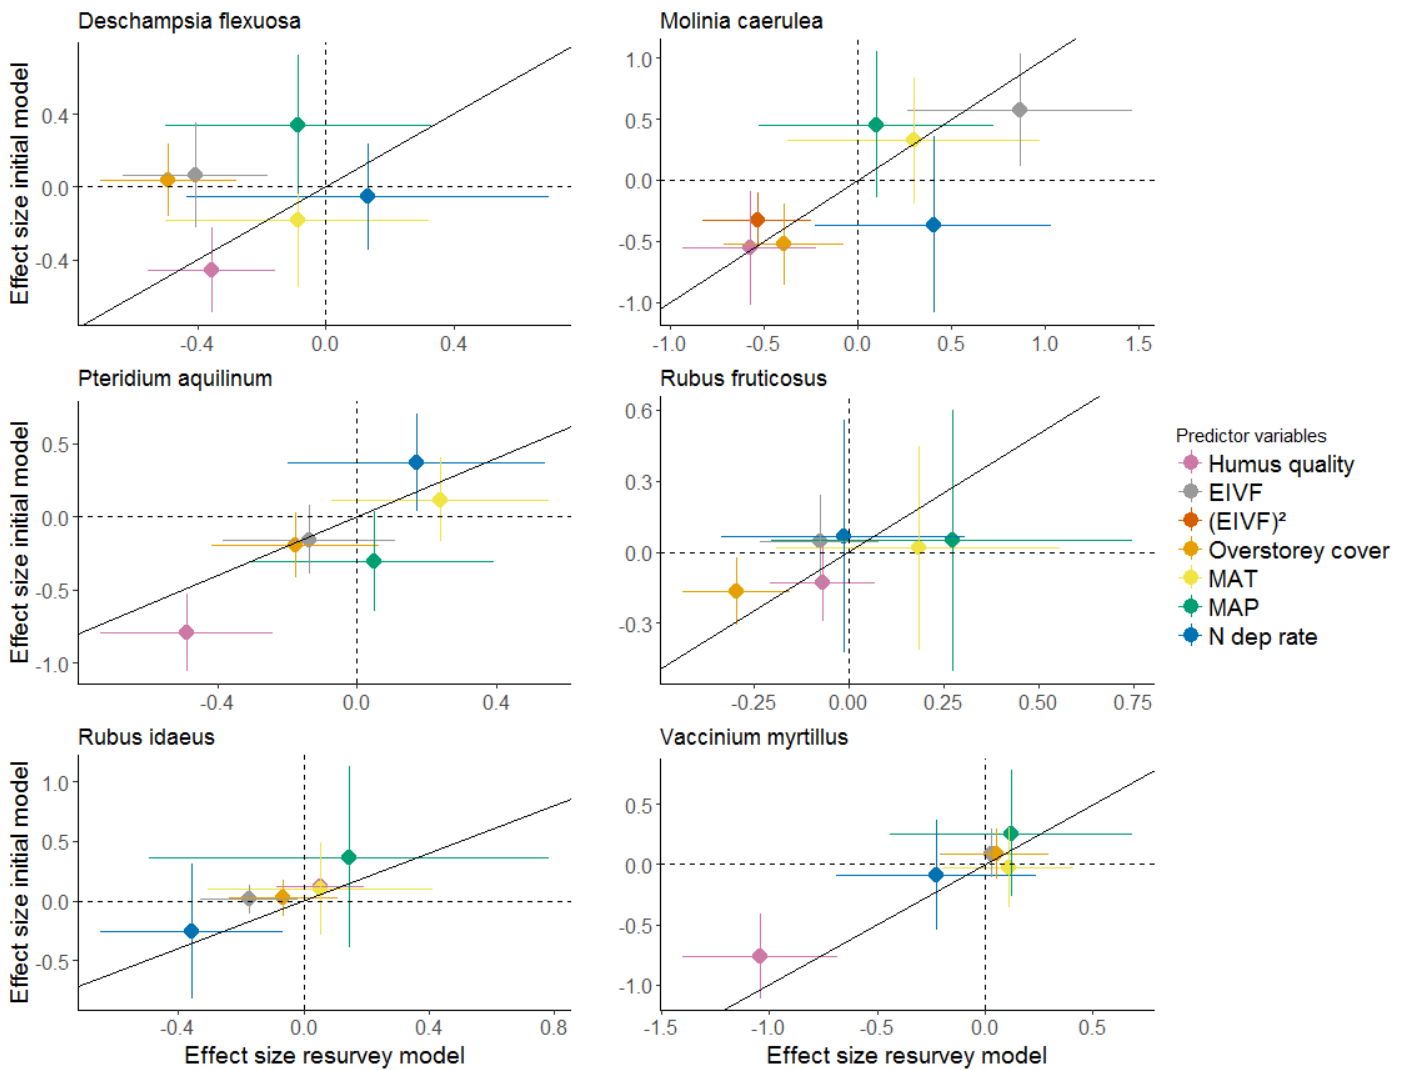 Deschampsia flexuosa
Effect size initial model
0.4
0.0
-0.4
-0.4
0.0
0.4
Molinia caerulea
1.0
0.5
0.0
-0.5
-1.0
-1.0
-0.5
0.0
0.5
1.0
1.5
Pteridium aquilinum
Effect size initial model
0.5
0.0
-0.5
-1.0
-0.4
0.0
0.4
Rubus fruticosus
0.6
0.3
0.0
-0.3
-0.25
0.00
0.25
0.50
0.75
Rubus idaeus
Effect size initial model
1.0
0.5
0.0
-0.5
-0.4
0.0
0.4
0.8
Effect size resurvey model
Vaccinium myrtillus
0.5
0.0
-0.5
-1.0
-1.5
-1.0
-0.5
0.0
0.5
Effect size resurvey model
Predictor variables
Humus quality
EIVF
(EIVF)²
Overstorey cover
MAT
MAP
N dep rate